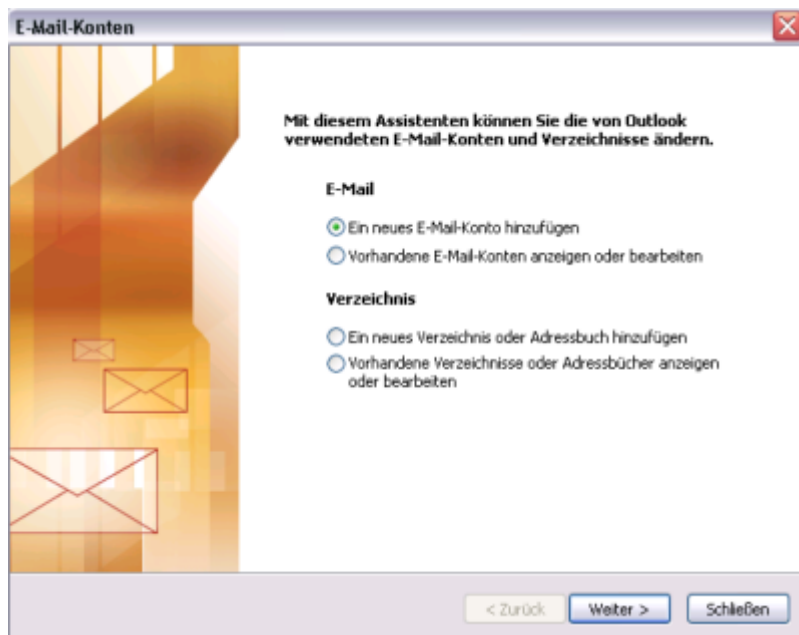 E-Mail-Konten
Mit diesem Assistenten können Sie die von Outlook
verwendeten E-Mail-Konten und Verzeichnisse ändern.
E-Mail
Ein neues E-Mail-Konto hinzufügen
Vorhandene E-Mail-Konten anzeigen oder bearbeiten
Verzeichnis
Ein neues Verzeichnis oder Adressbuch hinzufügen
Vorhandene Verzeichnisse oder Adressbücher anzeigen
oder bearbeiten
< Zurück
Weiter >
Schließen